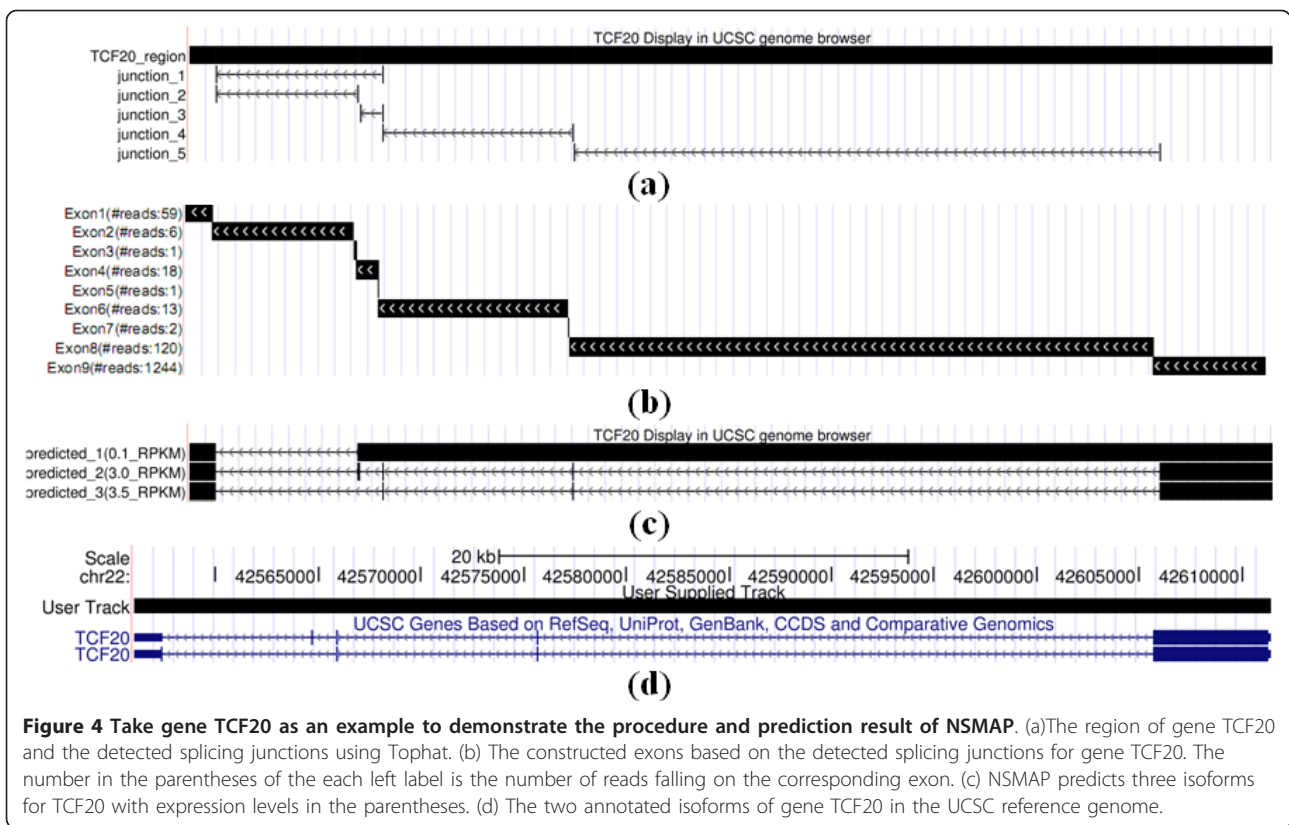 TCF20 Display in UCSC genome browser
TCF20_region
junction_1
junction_2
junction_3
junction_4
junction_5
(a)
Exon1(#reads:59)
Exon2(#reads:6)
Exon3(#reads:1)
Exon4(#reads:18)
Exon5(#reads:1)
Exon6(#reads:13)
Exon7(#reads:2)
Exon8(#reads:120)
Exon9(#reads:1244)
(b)
TCF20 Display in UCSC genome browser
predicted_1(0.1_RPKM)
predicted_2(3.0_RPKM)
predicted_3(3.5_RPKM)
(c)
Scale 20 kb
chr22: 42565000 42570000 42575000 42580000 42585000 42590000 42595000 42600000 42605000 42610000
User Supplied Track
User Track
UCSC Genes Based on RefSeq, UniProt, GenBank, CCDS and Comparative Genomics
TCF20
TCF20
(d)
Figure 4 Take gene TCF20 as an example to demonstrate the procedure and prediction result of NSMAP. (a)The region of gene TCF20
and the detected splicing junctions using Tophat. (b) The constructed exons based on the detected splicing junctions for gene TCF20. The
number in the parentheses of the each left label is the number of reads falling on the corresponding exon. (c) NSMAP predicts three isoforms
for TCF20 with expression levels in the parentheses. (d) The two annotated isoforms of gene TCF20 in the UCSC reference genome.